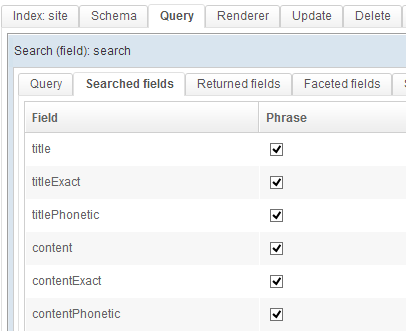 Index: site Schema Query Renderer Update Delete
Search (field): search
Query Searched fields Returned fields Faceted fields
Field Phrase
title
titleExact
titlePhonetic
content
contentExact
contentPhonetic